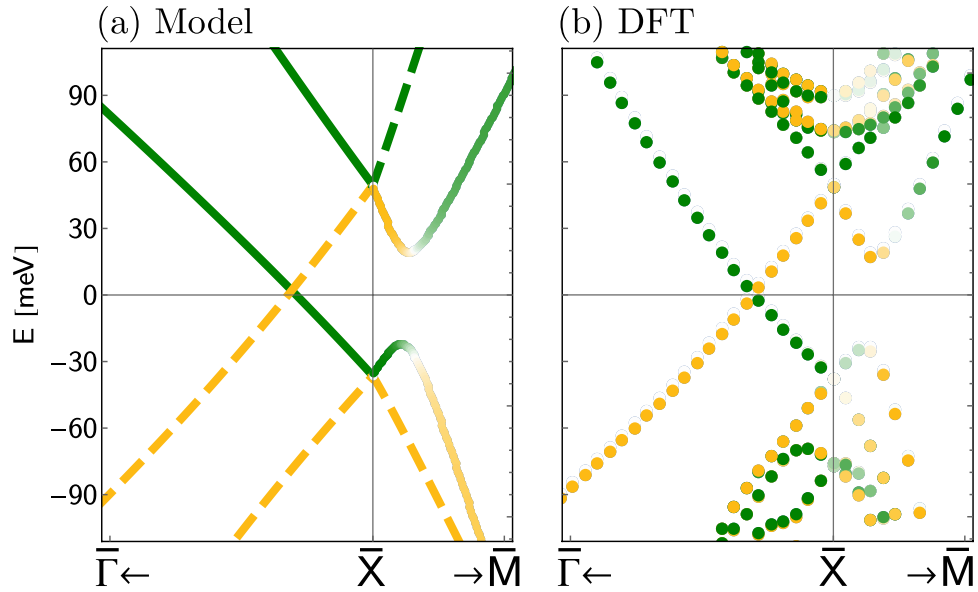 (a) Model
(b) DFT
E [meV]
90
60
30
0
−30
−60
−90
Γ̅ ←
X̅
→ M̅
Γ̅ ←
X̅
→ M̅